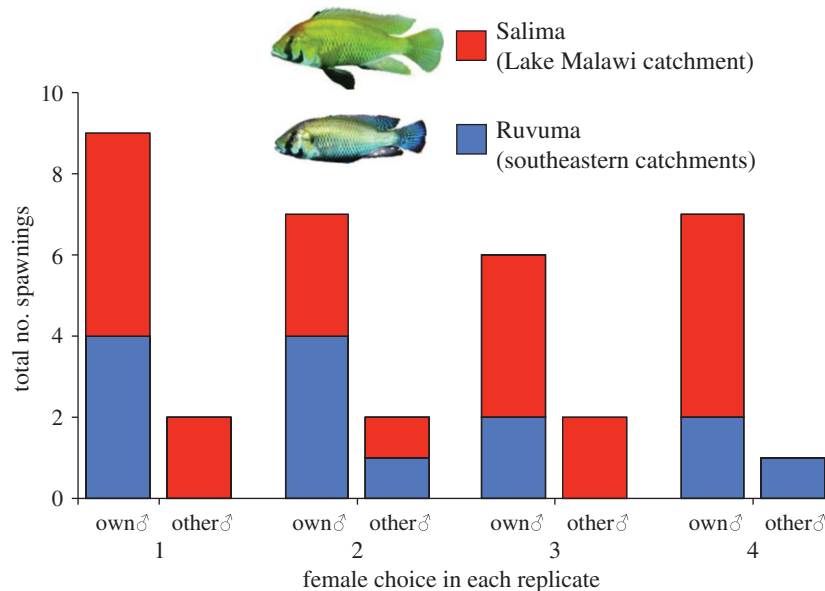 Salima
(Lake Malawi catchment)
Ruvuma
(southeastern catchments)
total no. spawnings
10
8
6
4
2
0
own♂ other♂ own♂ other♂ own♂ other♂ own♂ other♂
1 2 3 4
female choice in each replicate